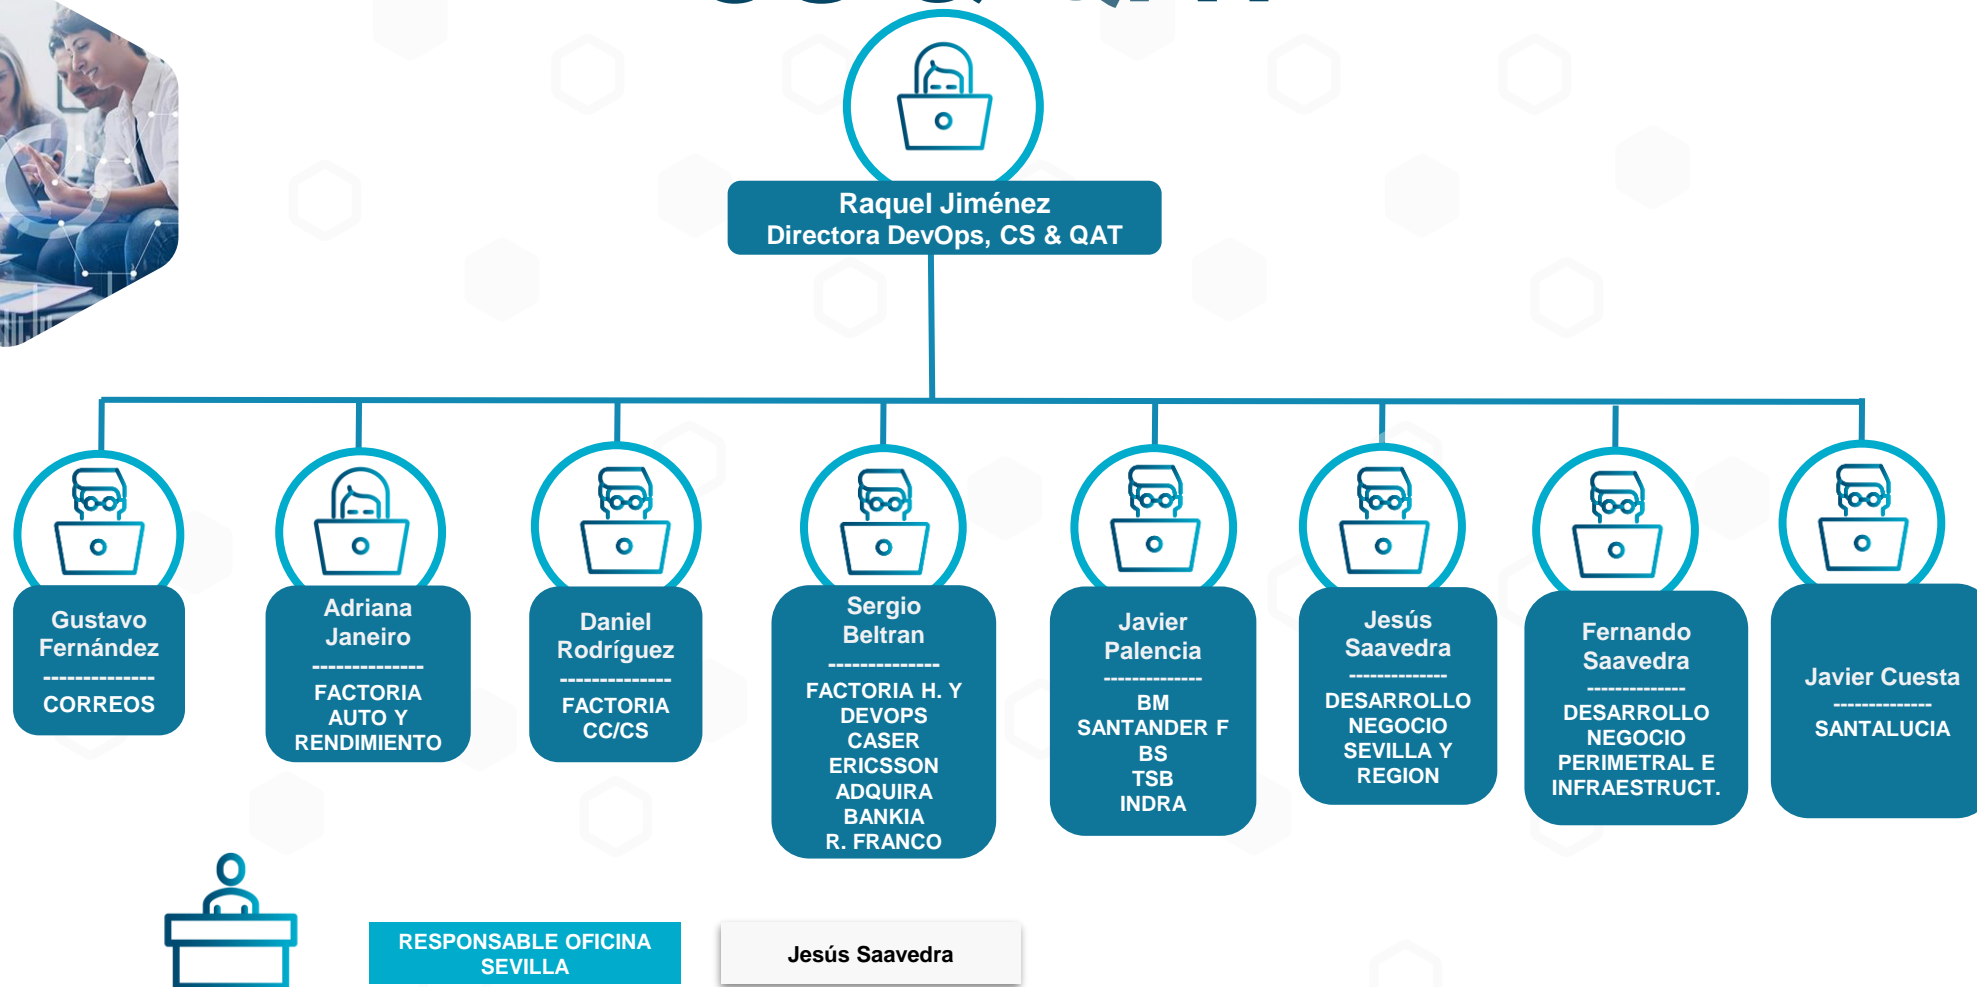 Raquel Jiménez
Directora DevOps, CS & QAT
Gustavo
Fernández
--------------
CORREOS
Adriana
Janeiro
--------------
FACTORIA
AUTO Y
RENDIMIENTO
Daniel
Rodríguez
--------------
FACTORIA
CC/CS
Sergio
Beltran
--------------
FACTORIA H. Y
DEVOPS
CASER
ERICSSON
ADQUIRA
BANKIA
R. FRANCO
Javier
Palencia
--------------
BM
SANTANDER F
BS
TSB
INDRA
Jesús
Saavedra
--------------
DESARROLLO
NEGOCIO
SEVILLA Y
REGION
Fernando
Saavedra
--------------
DESARROLLO
NEGOCIO
PERIMETRAL E
INFRAESTRUCT.
Javier Cuesta
--------------
SANTALUCIA
RESPONSABLE OFICINA
SEVILLA
Jesús Saavedra